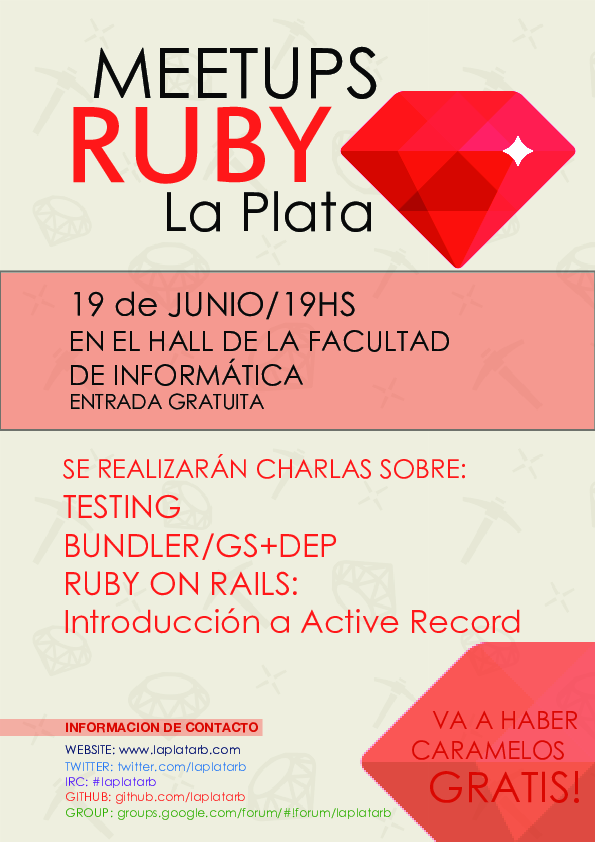 MEETUPS
RUBY
La Plata
19 de JUNIO/19HS
EN EL HALL DE LA FACULTAD
DE INFORMÁTICA
ENTRADA GRATUITA
SE REALIZARÁN CHARLAS SOBRE:
TESTING
BUNDLER/GS+DEP
RUBY ON RAILS:
Introducción a Active Record
VA A HABER
CARAMELOS
GRATIS!
INFORMACION DE CONTACTO
WEBSITE: www.laplatarb.com
TWITTER: twitter.com/laplatarb
IRC: #laplatarb
GITHUB: github.com/laplatarb
GROUP: groups.google.com/forum/#!forum/laplatarb